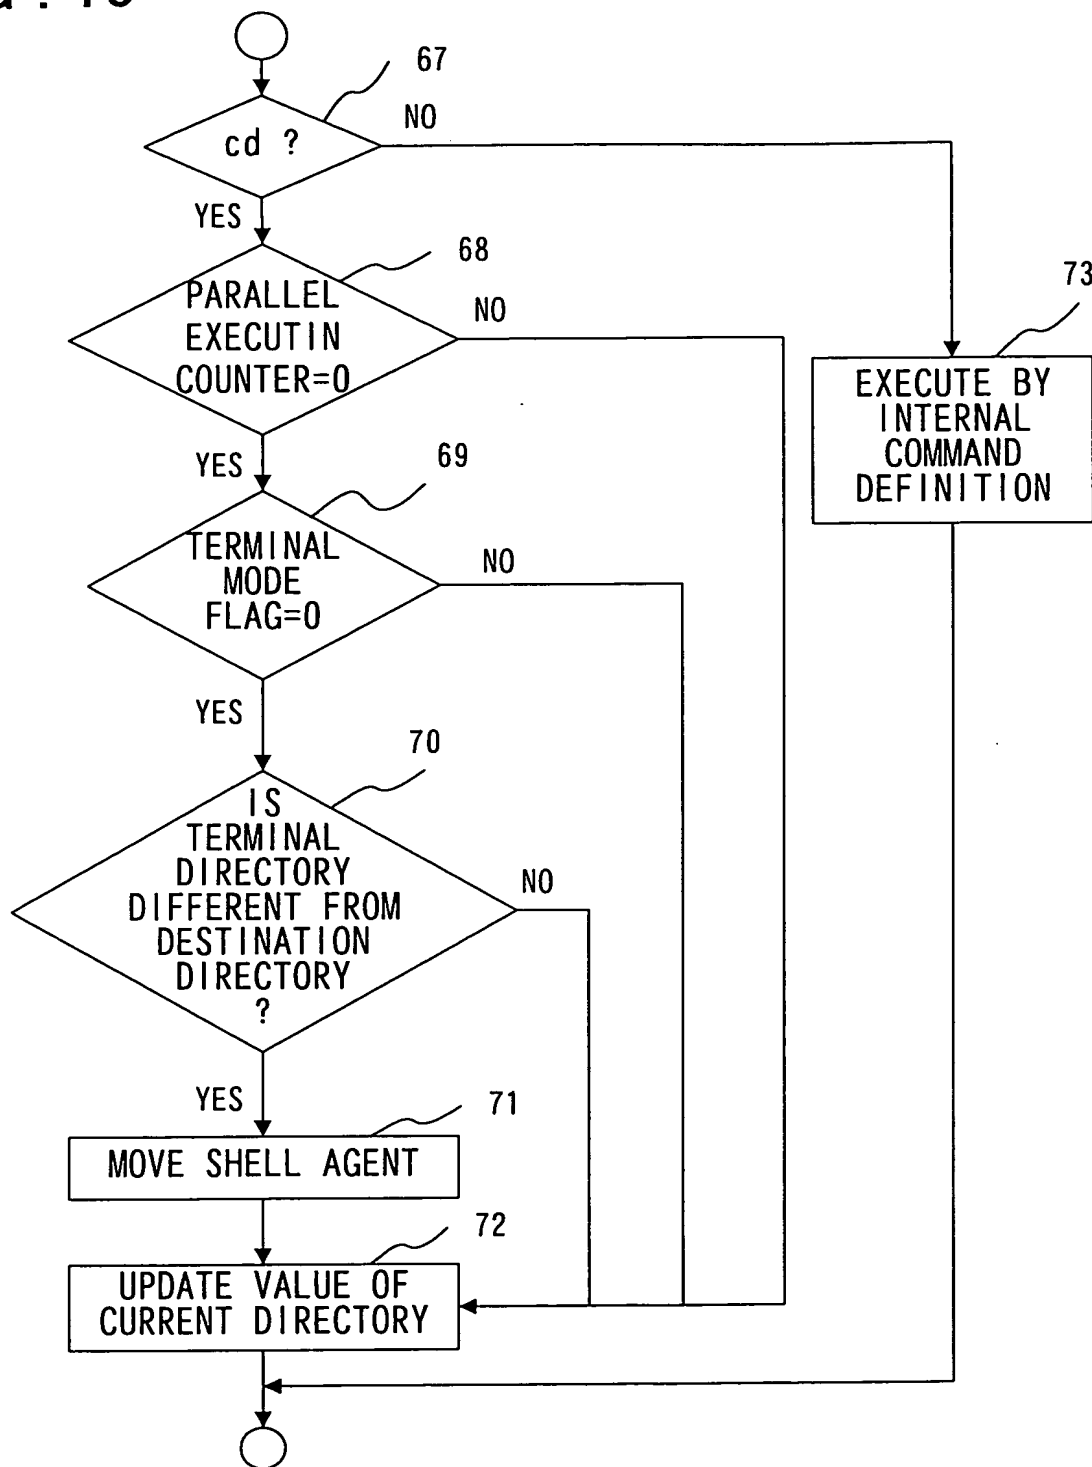 67
cd ?
NO
YES
68
PARALLEL
EXECUTIN
COUNTER=0
NO
73
EXECUTE BY
INTERNAL
COMMAND
DEFINITION
YES
69
TERMINAL
MODE
FLAG=0
NO
YES
70
IS
TERMINAL
DIRECTORY
DIFFERENT FROM
DESTINATION
DIRECTORY
?
NO
YES
71
MOVE SHELL AGENT
72
UPDATE VALUE OF
CURRENT DIRECTORY